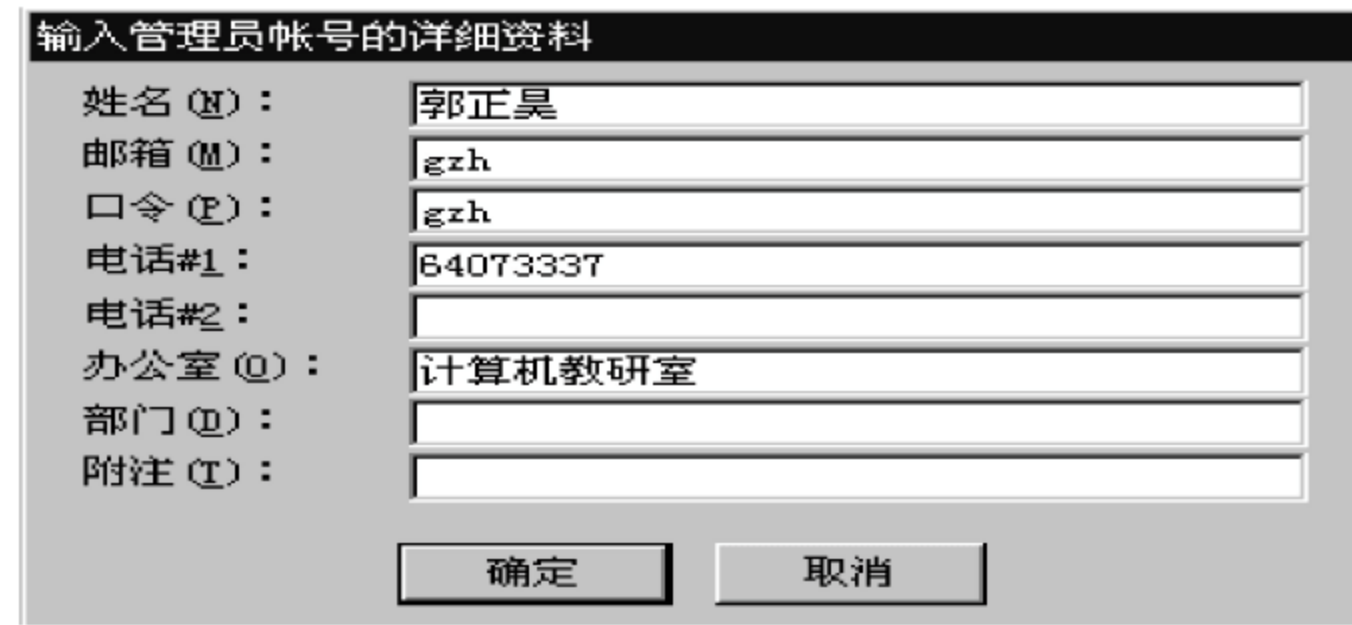 输入管理员帐号的详细资料
姓名(N)： 郭正昊
邮箱(M)： gzh
口令(P)： gzh
电话#1： 64073337
电话#2：
办公室(O)： 计算机教研室
部门(D)：
附注(T)：
确定 取消